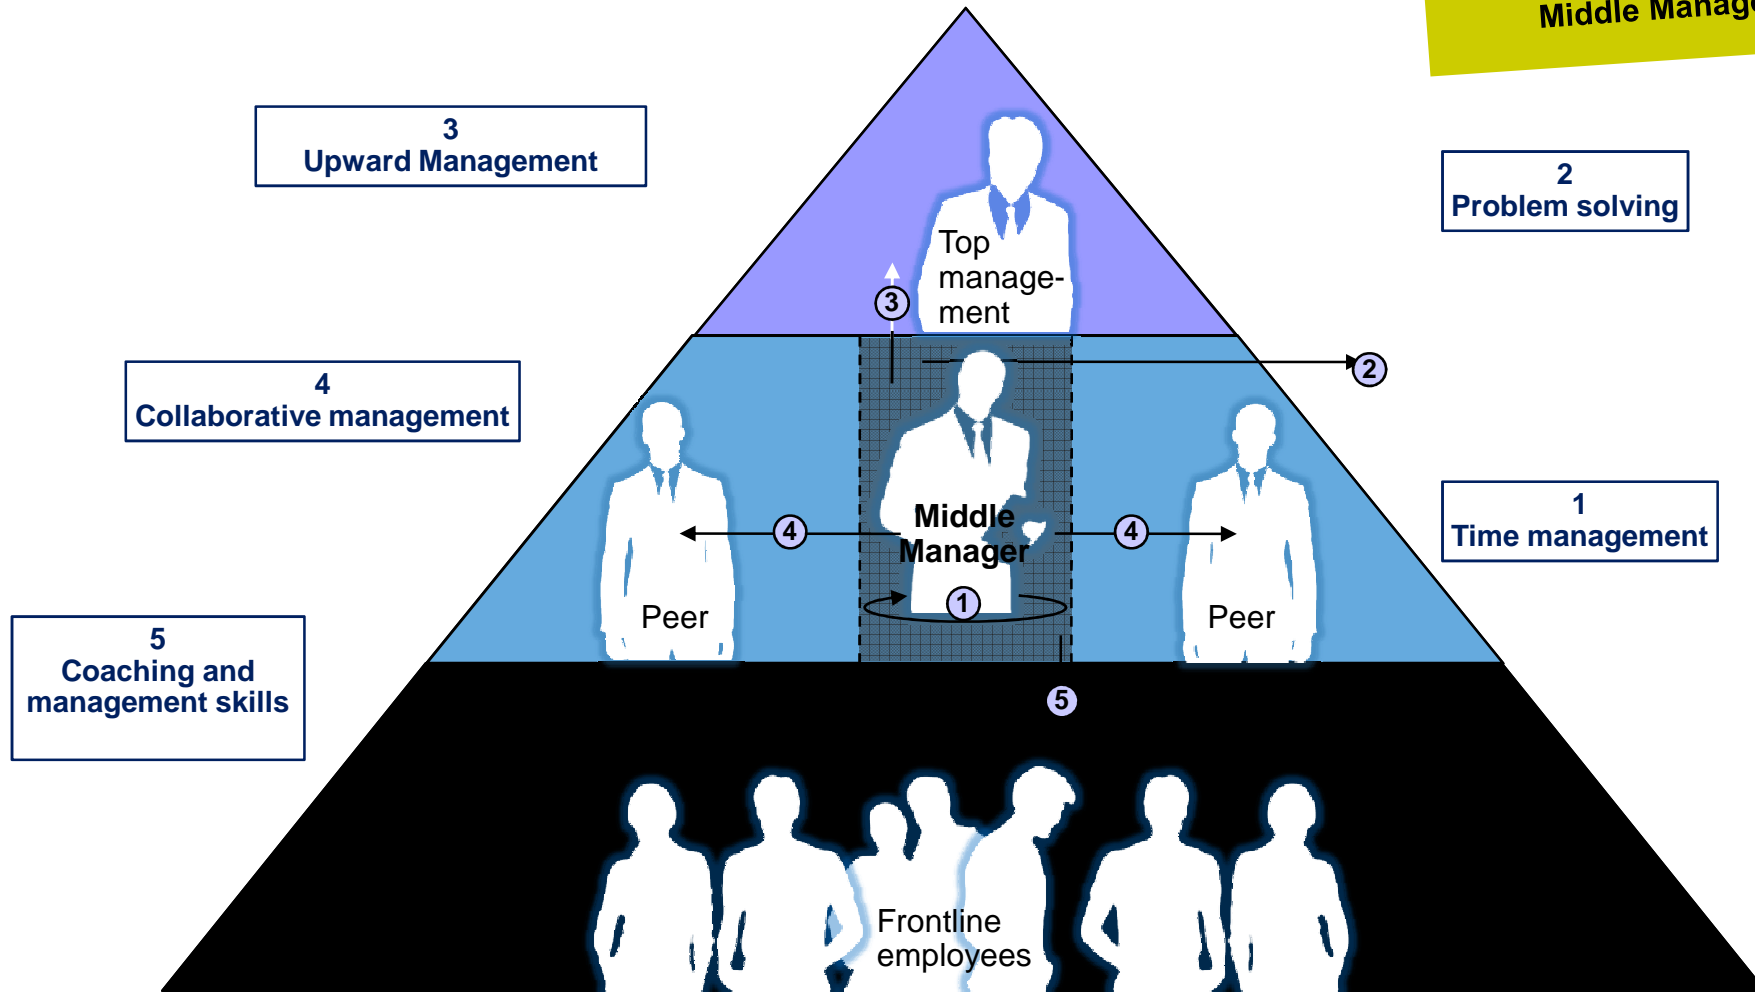 Middle Manage
3
Upward Management
2
Problem solving
Top
manage-
ment
3
2
4
Collaborative management
4
Middle
Manager
4
1
Time management
1
Peer
Peer
5
Coaching and
management skills
5
Frontline
employees